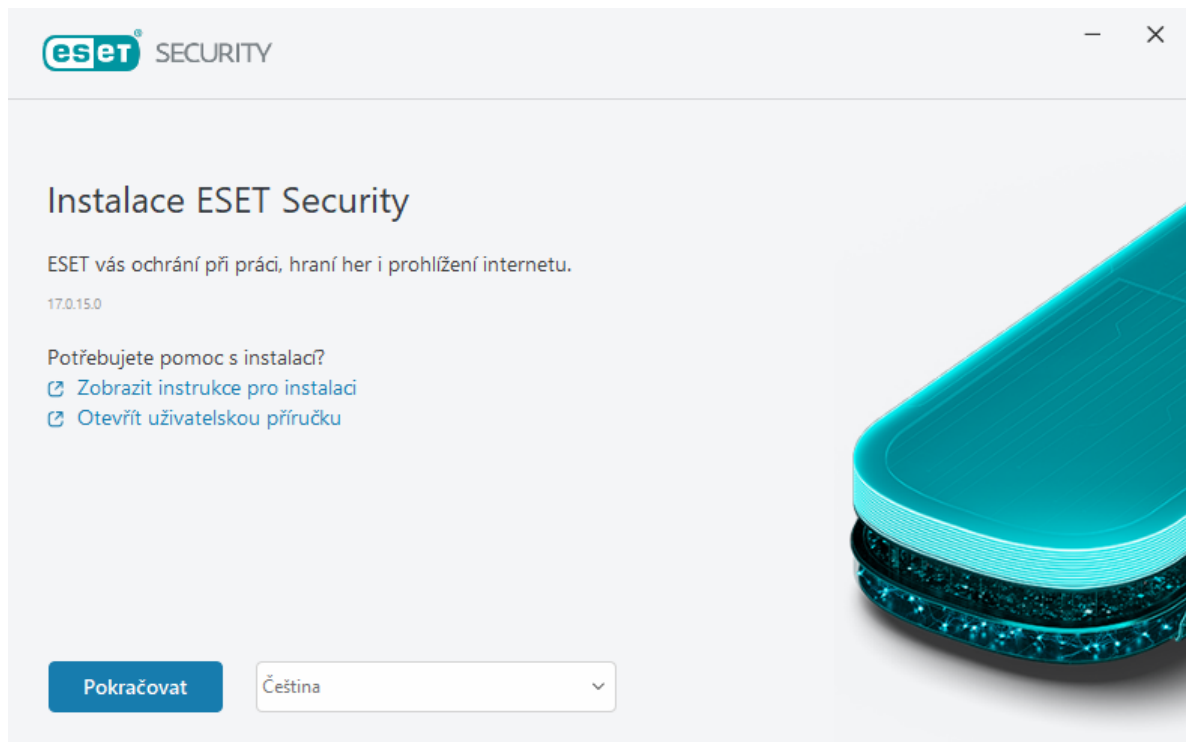 eset® SECURITY
Instalace ESET Security
ESET vás ochrání při práci, hraní her i prohlížení internetu.
17.0.15.0
Potřebujete pomoc s instalací?
Zobrazit instrukce pro instalaci
Otevřít uživatelskou příručku
Pokračovat
Čeština